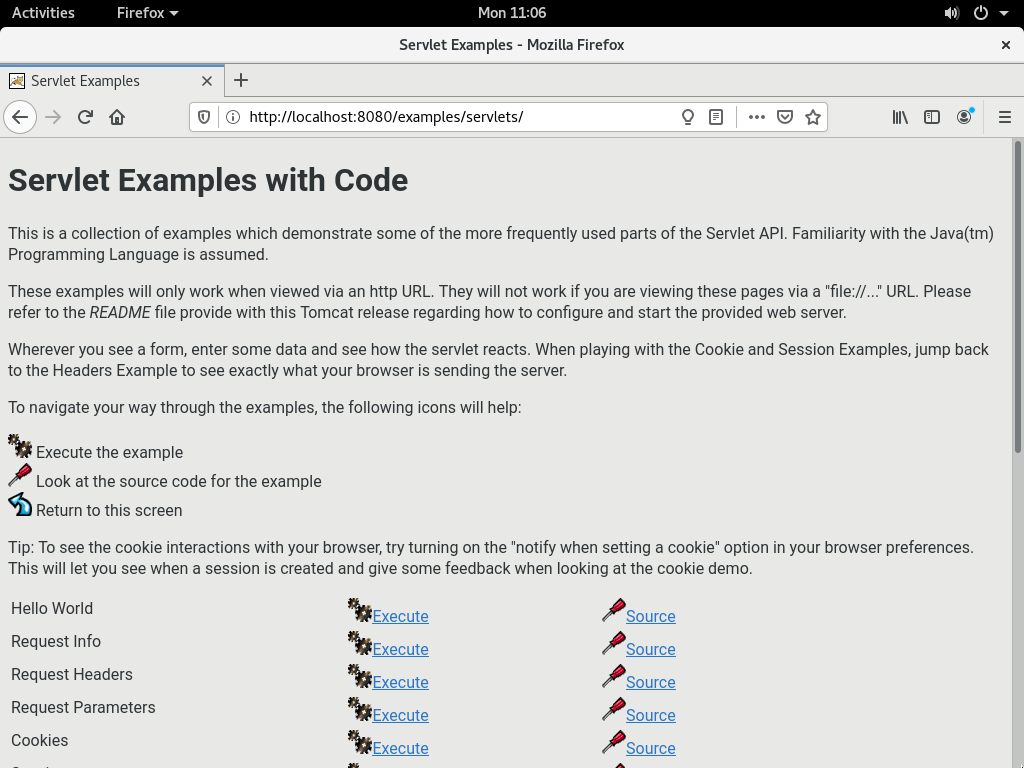 Activities Firefox Mon 11:06
Servlet Examples - Mozilla Firefox
Servlet Examples
http://localhost:8080/examples/servlets/
Servlet Examples with Code
This is a collection of examples which demonstrate some of the more frequently used parts of the Servlet API. Familiarity with the Java(tm)
Programming Language is assumed.
These examples will only work when viewed via an http URL. They will not work if you are viewing these pages via a "file://..." URL. Please
refer to the README file provide with this Tomcat release regarding how to configure and start the provided web server.
Wherever you see a form, enter some data and see how the servlet reacts. When playing with the Cookie and Session Examples, jump back
to the Headers Example to see exactly what your browser is sending the server.
To navigate your way through the examples, the following icons will help:
Execute the example
Look at the source code for the example
Return to this screen
Tip: To see the cookie interactions with your browser, try turning on the "notify when setting a cookie" option in your browser preferences.
This will let you see when a session is created and give some feedback when looking at the cookie demo.
Hello World Execute Source
Request Info Execute Source
Request Headers Execute Source
Request Parameters Execute Source
Cookies Execute Source